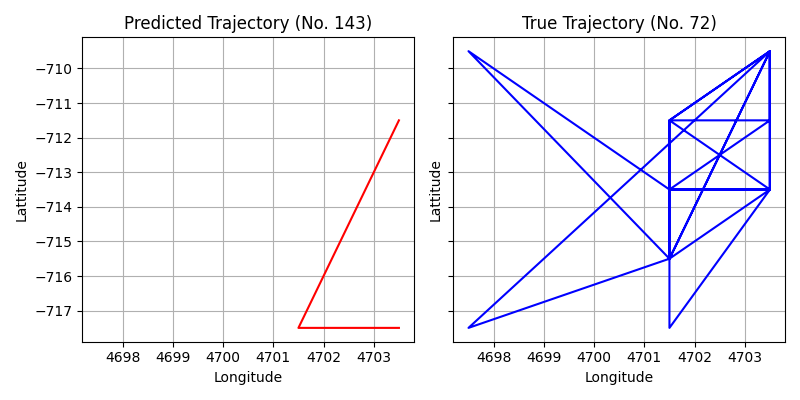 Predicted Trajectory (No. 143)
Lattitude
−710
−711
−712
−713
−714
−715
−716
−717
4698 4699 4700 4701 4702 4703
Longitude
True Trajectory (No. 72)
Lattitude
4698 4699 4700 4701 4702 4703
Longitude